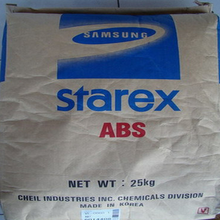 SAMSUNG
starex
ABS
NET WT : 25kg
CHEIL INDUSTRIES INC. CHEMICALS DIVISION
MADE IN KOREA